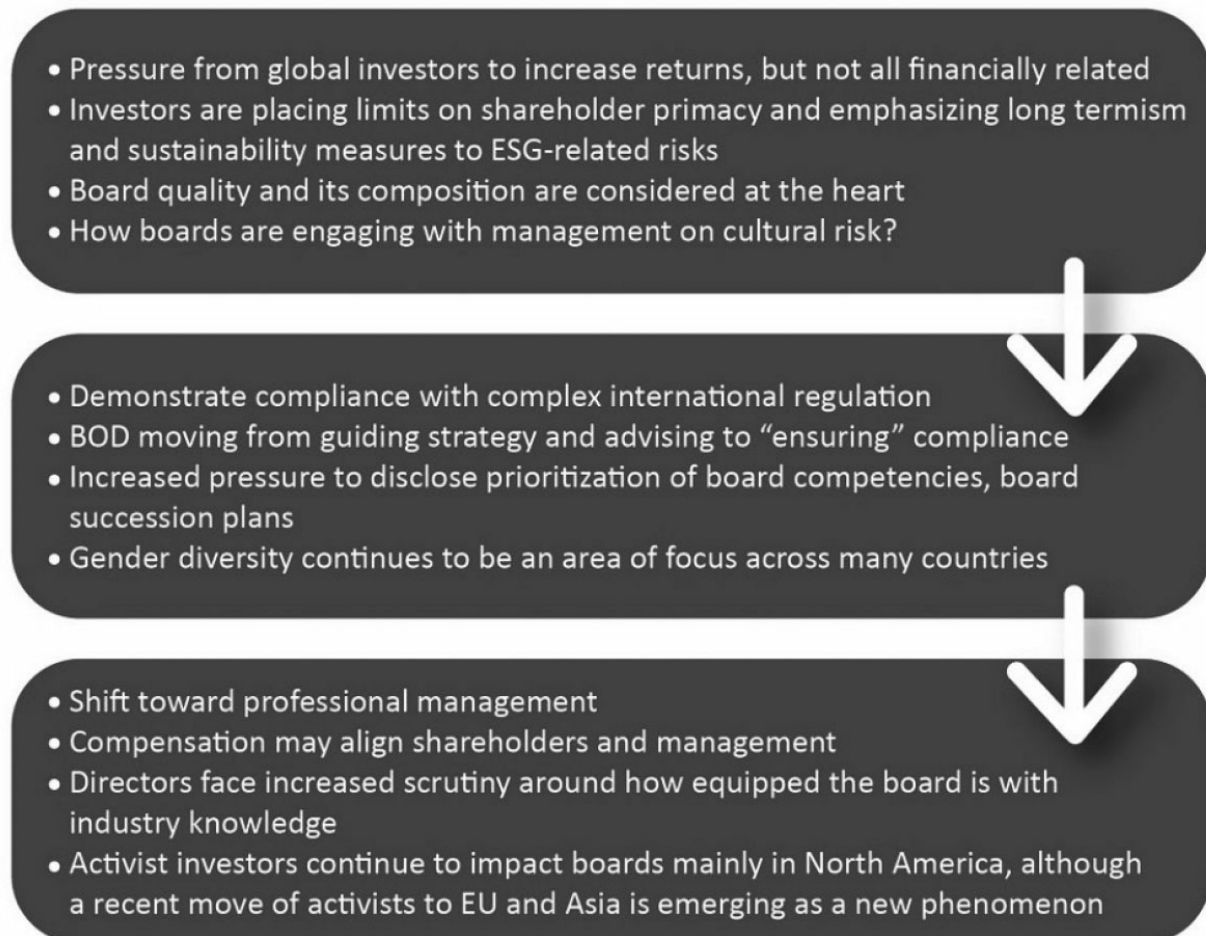 • Pressure from global investors to increase returns, but not all financially related
• Investors are placing limits on shareholder primacy and emphasizing long termism
and sustainability measures to ESG-related risks
• Board quality and its composition are considered at the heart
• How boards are engaging with management on cultural risk?
• Demonstrate compliance with complex international regulation
• BOD moving from guiding strategy and advising to “ensuring” compliance
• Increased pressure to disclose prioritization of board competencies, board
succession plans
• Gender diversity continues to be an area of focus across many countries
• Shift toward professional management
• Compensation may align shareholders and management
• Directors face increased scrutiny around how equipped the board is with
industry knowledge
• Activist investors continue to impact boards mainly in North America, although
a recent move of activists to EU and Asia is emerging as a new phenomenon